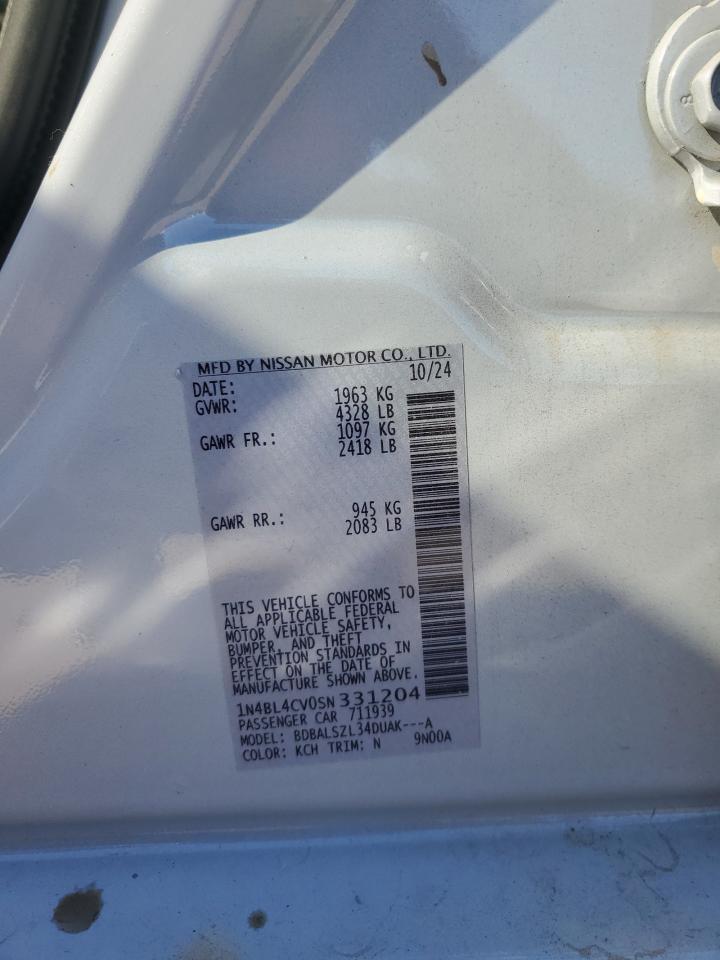 MFD BY NISSAN MOTOR CO., LTD.
DATE: 10/24
GVWR: 1963 KG
4328 LB
GAWR FR.: 1097 KG
2418 LB
GAWR RR.: 945 KG
2083 LB
THIS VEHICLE CONFORMS TO
ALL APPLICABLE FEDERAL
MOTOR VEHICLE SAFETY,
BUMPER, AND THEFT
PREVENTION STANDARDS IN
EFFECT ON THE DATE OF
MANUFACTURE SHOWN ABOVE.
1N4BL4CV0SN331204
PASSENGER CAR 711939
MODEL: BDBALSZL34DUAK---A
COLOR: KCH TRIM: N 9N00A
8